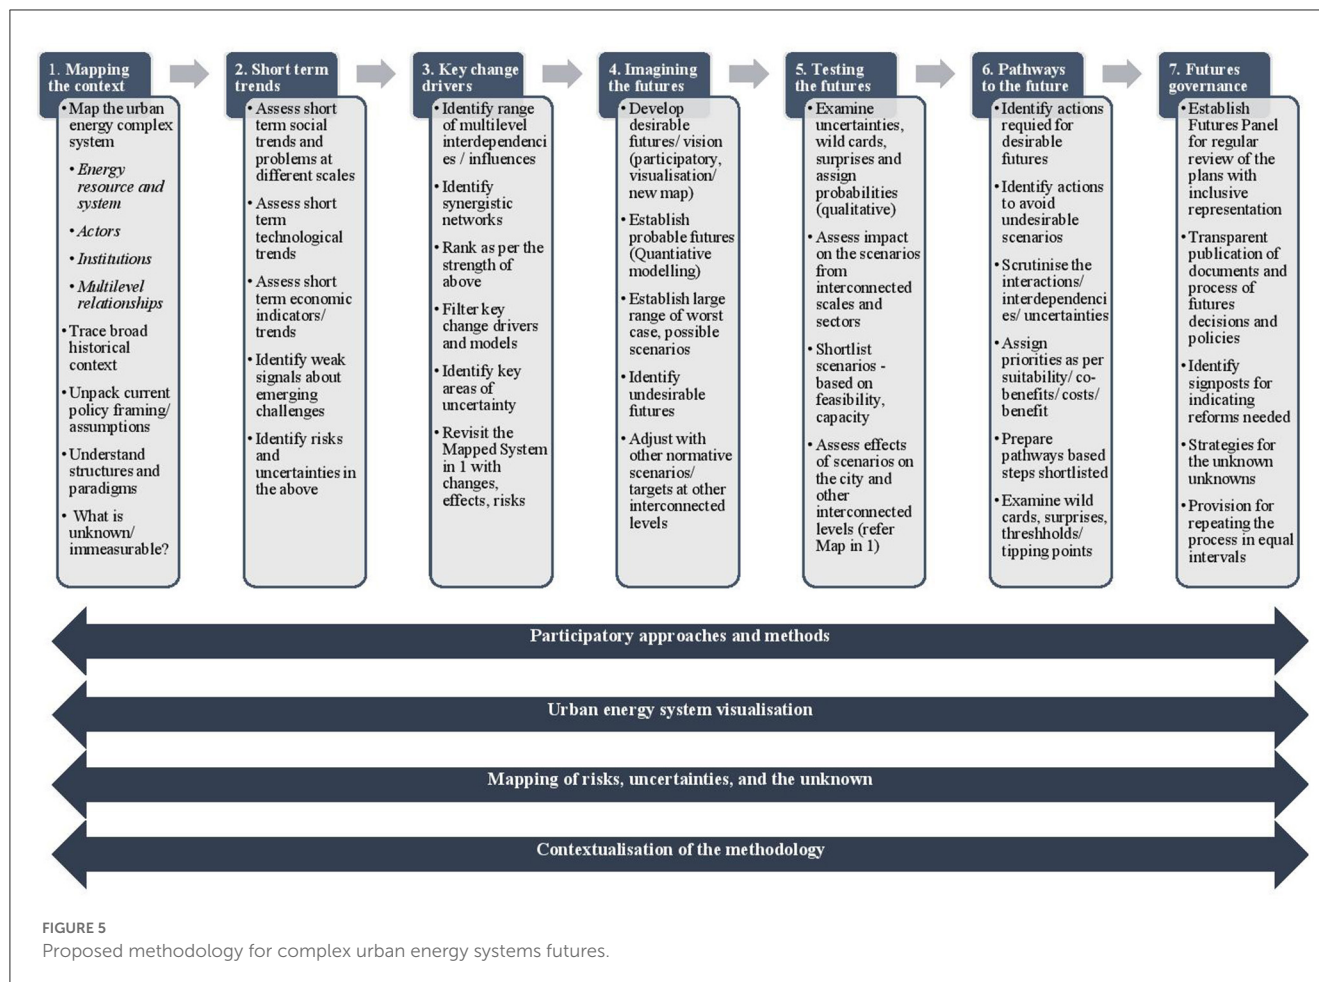 1. Mapping
the context
• Map the urban
energy complex
system
• Energy
resource and
system
• Actors
• Institutions
• Multilevel
relationships
• Trace broad
historical
context
• Unpack current
policy framing/
assumptions
• Understand
structures and
paradigms
• What is
unknown/
immeasurable?
2. Short term
trends
• Assess short
term social
trends and
problems at
different scales
• Assess short
term
technological
trends
• Assess short
term economic
indicators/
trends
• Identify weak
signals about
emerging
challenges
• Identify risks
and
uncertainties in
the above
3. Key change
drivers
• Identify range
of multilevel
interdependenci
es / influences
• Identify
synergistic
networks
• Rank as per the
strength of
above
• Filter key
change drivers
and models
• Identify key
areas of
uncertainty
• Revisit the
Mapped System
in 1 with
changes,
effects, risks
4. Imagining
the futures
• Develop
desirable
futures/ vision
(participatory,
visualisation/
new map)
• Establish
probable futures
(Quantiative
modelling)
• Establish large
range of worst
case, possible
scenarios
• Identify
undesirable
futures
• Adjust with
other normative
scenarios/
targets at other
interconnected
levels
5. Testing
the futures
• Examine
uncertainties,
wild cards,
surprises and
assign
probabilities
(qualitative)
• Assess impact
on the scenarios
from
interconnected
scales and
sectors
• Shortlist
scenarios -
based on
feasibility,
capacity
• Assess effects
of scenarios on
the city and
other
interconnected
levels (refer
Map in 1)
6. Pathways
to the future
• Identify actions
requied for
desirable
futures
• Identify actions
to avoid
undesirable
scenarios
• Scrutinise the
interactions/
interdependenci
es/ uncertainties
• Assign
priorities as per
suitability/ co-
benefits/ costs/
benefit
• Prepare
pathways based
steps shortlisted
• Examine wild
cards, surprises,
threshholds/
tipping points
7. Futures
governance
• Establish
Futures Panel
for regular
review of the
plans with
inclusive
representation
• Transparent
publication of
documents and
process of
futures
decisions and
policies
• Identify
signposts for
indicating
reforms needed
• Strategies for
the unknown
unknowns
• Provision for
repeating the
process in equal
intervals
Participatory approaches and methods
Urban energy system visualisation
Mapping of risks, uncertainties, and the unknown
Contextualisation of the methodology
FIGURE 5
Proposed methodology for complex urban energy systems futures.